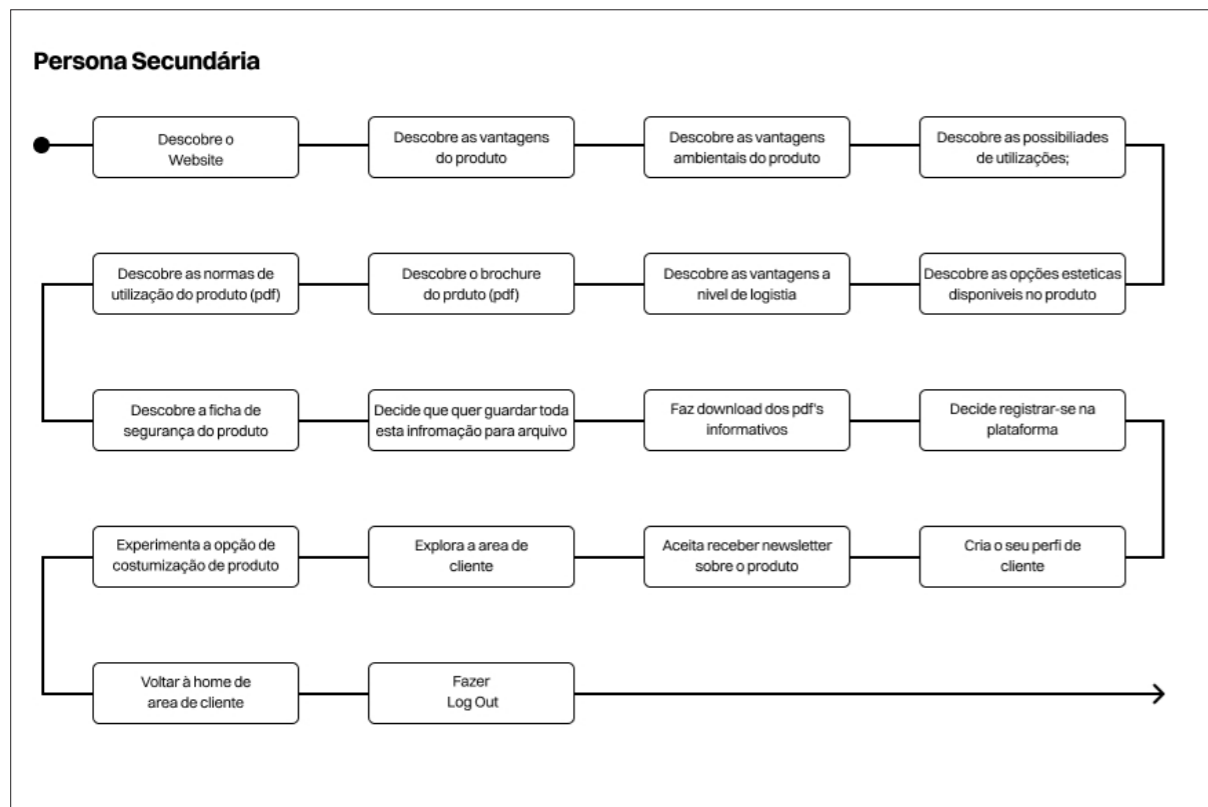 Persona Secundária
Descobre o
Website
Descobre as vantagens
do produto
Descobre as vantagens
ambientais do produto
Descobre as possibiliades
de utilizações;
Descobre as opções esteticas
disponiveis no produto
Descobre as vantagens a
nivel de logistia
Descobre o brochure
do prduto (pdf)
Descobre as normas de
utilização do produto (pdf)
Descobre a ficha de
segurança do produto
Decide que quer guardar toda
esta infromação para arquivo
Faz download dos pdf's
informativos
Decide registrar-se na
plataforma
Cria o seu perfi de
cliente
Aceita receber newsletter
sobre o produto
Explora a area de
cliente
Experimenta a opção de
costumização de produto
Voltar à home de
area de cliente
Fazer
Log Out